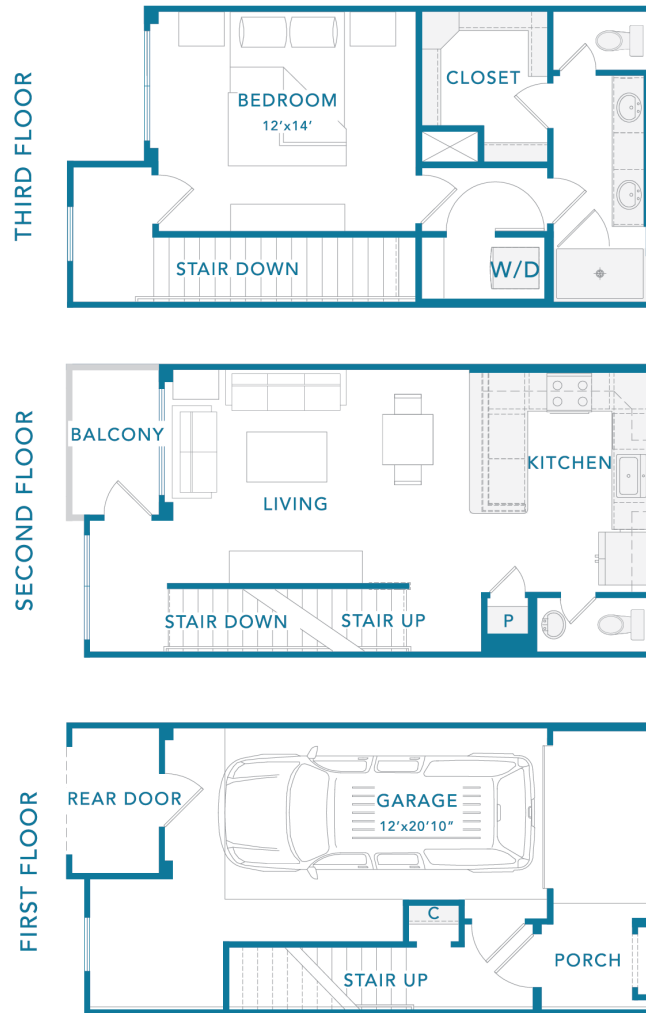 THIRD FLOOR
BEDROOM
12’x14’
CLOSET
STAIR DOWN
W/D
SECOND FLOOR
BALCONY
LIVING
KITCHEN
STAIR DOWN
STAIR UP
P
FIRST FLOOR
REAR DOOR
GARAGE
12’x20’10”
C
STAIR UP
PORCH